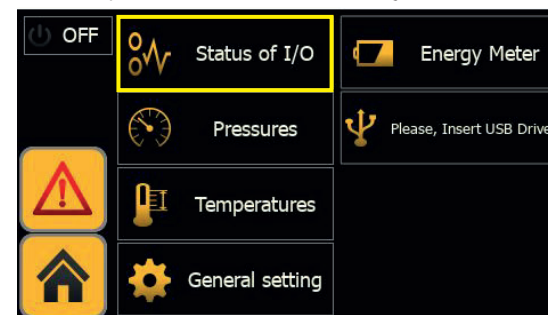 OFF
Status of I/O
Energy Meter
Pressures
Please, Insert USB Drive
Temperatures
General setting